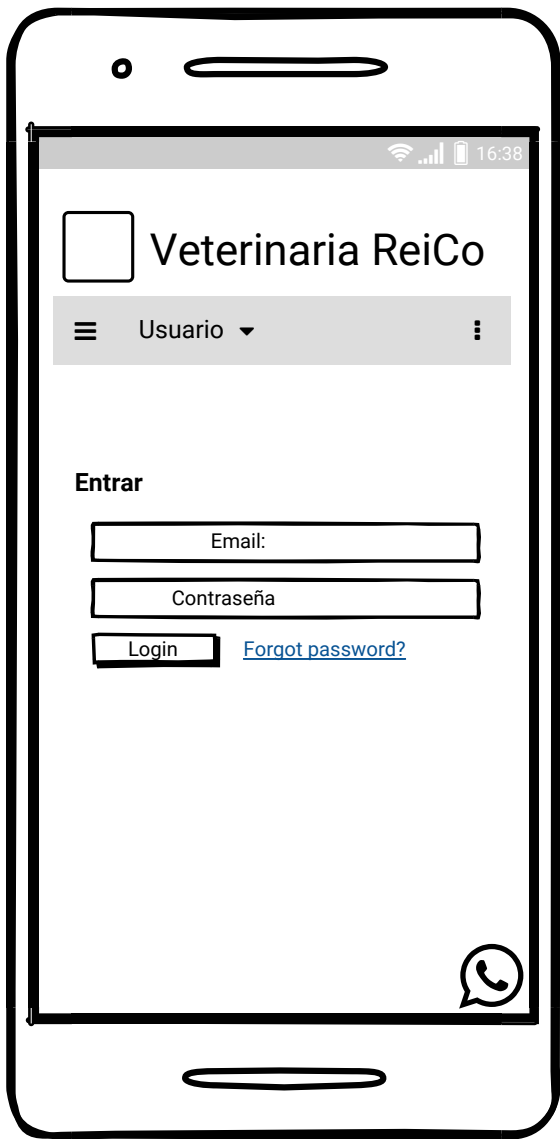 16:38
Veterinaria ReiCo
Usuario
Entrar
Email:
Contraseña
Login Forgot password?